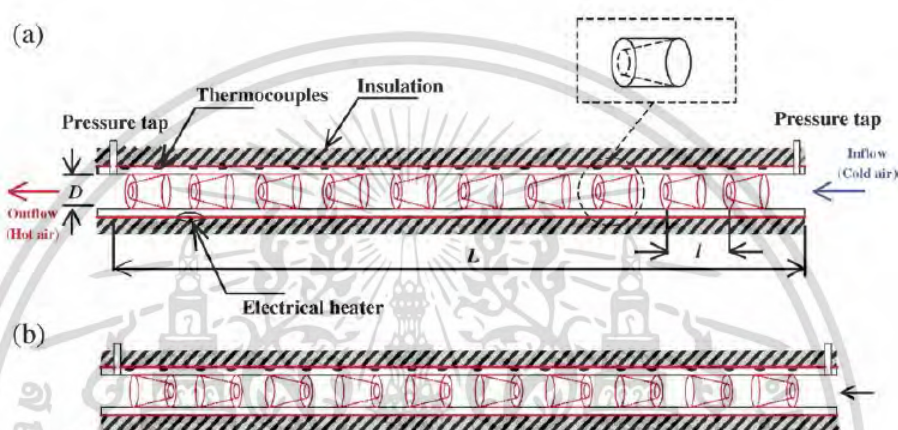 (a)
Thermocouples
Insulation
Pressure tap
Pressure tap
Inflow
(Cold air)
D
Outflow
(Hot air)
l
L
Electrical heater
(b)